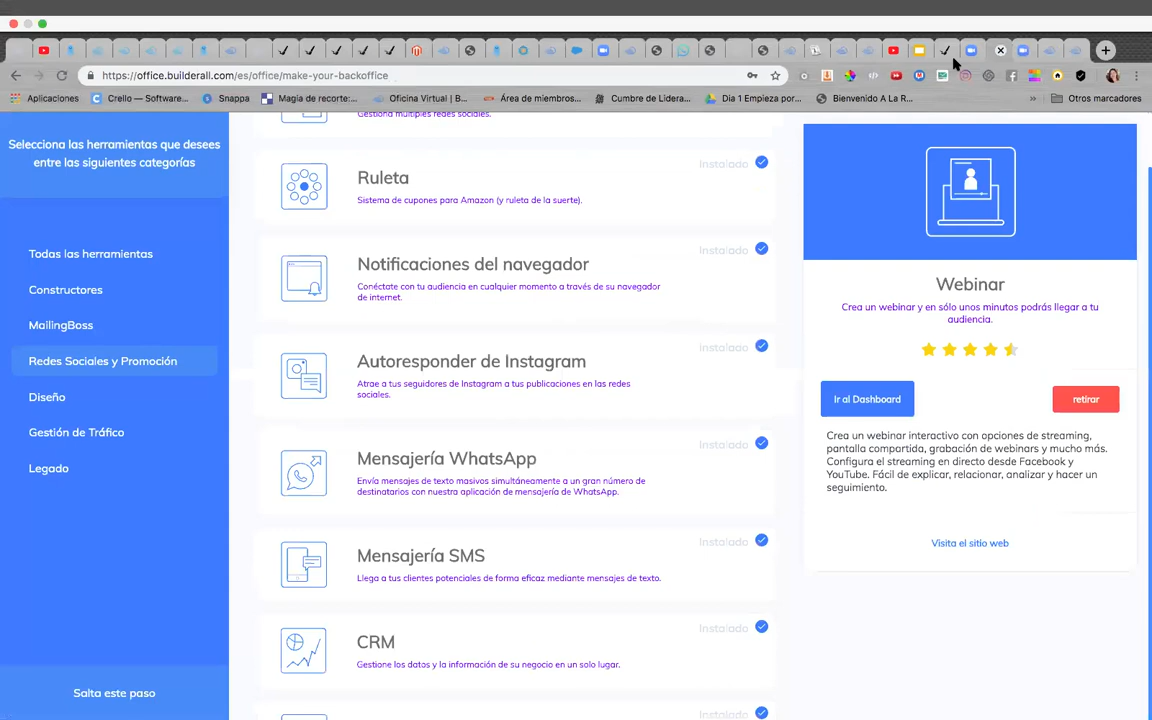 https://office.builderall.com/es/office/make-your-backoffice
Aplicaciones
Crello — Software...
Snappa
Magia de recorte:...
Oficina Virtual | B...
Área de miembros...
Cumbre de Lidera...
Dia 1 Empieza por...
Bienvenido A La R...
»
Otros marcadores
Selecciona las herramientas que desees
entre las siguientes categorías
Todas las herramientas
Constructores
MailingBoss
Redes Sociales y Promoción
Diseño
Gestión de Tráfico
Legado
Salta este paso
Gestiona múltiples redes sociales.
Ruleta
Instalado
Sistema de cupones para Amazon (y ruleta de la suerte).
Notificaciones del navegador
Instalado
Conéctate con tu audiencia en cualquier momento a través de su navegador
de internet.
Autoresponder de Instagram
Instalado
Atrae a tus seguidores de Instagram a tus publicaciones en las redes
sociales.
Mensajería WhatsApp
Instalado
Envía mensajes de texto masivos simultáneamente a un gran número de
destinatarios con nuestra aplicación de mensajería de WhatsApp.
Mensajería SMS
Instalado
Llega a tus clientes potenciales de forma eficaz mediante mensajes de texto.
CRM
Instalado
Gestione los datos y la información de su negocio en un solo lugar.
Instalado
Webinar
Crea un webinar y en sólo unos minutos podrás llegar a tu
audiencia.
Ir al Dashboard
retirar
Crea un webinar interactivo con opciones de streaming,
pantalla compartida, grabación de webinars y mucho más.
Configura el streaming en directo desde Facebook y
YouTube. Fácil de explicar, relacionar, analizar y hacer un
seguimiento.
Visita el sitio web